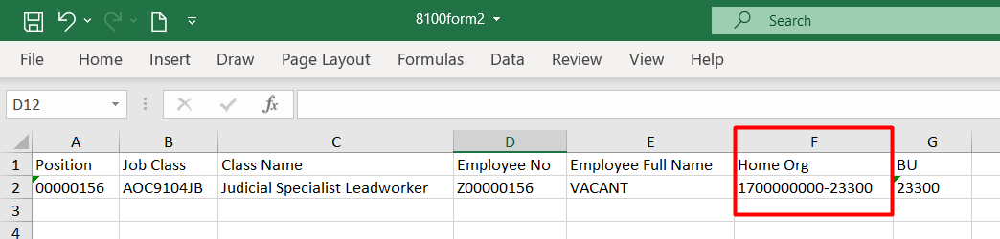 8100form2
Search
File Home Insert Draw Page Layout Formulas Data Review View Help
D12 fx
A B C D E F G
1 Position Job Class Class Name Employee No Employee Full Name Home Org BU
2 00000156 AOC9104JB Judicial Specialist Leadworker Z00000156 VACANT 1700000000-23300 23300
3
4